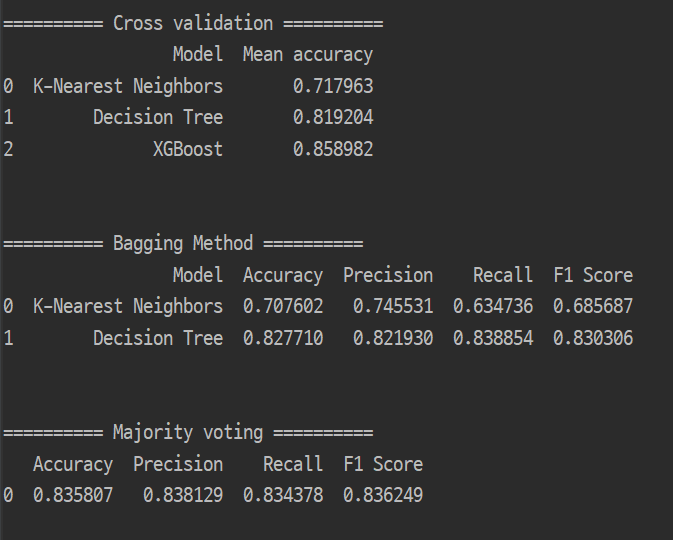 ========== Cross validation ==========
                 Model  Mean accuracy
0  K-Nearest Neighbors       0.717963
1        Decision Tree       0.819204
2              XGBoost       0.858982
========== Bagging Method ==========
                 Model  Accuracy  Precision    Recall  F1 Score
0  K-Nearest Neighbors  0.707602   0.745531  0.634736  0.685687
1        Decision Tree  0.827710   0.821930  0.838854  0.830306
========== Majority voting ==========
   Accuracy  Precision    Recall  F1 Score
0  0.835807   0.838129  0.834378  0.836249